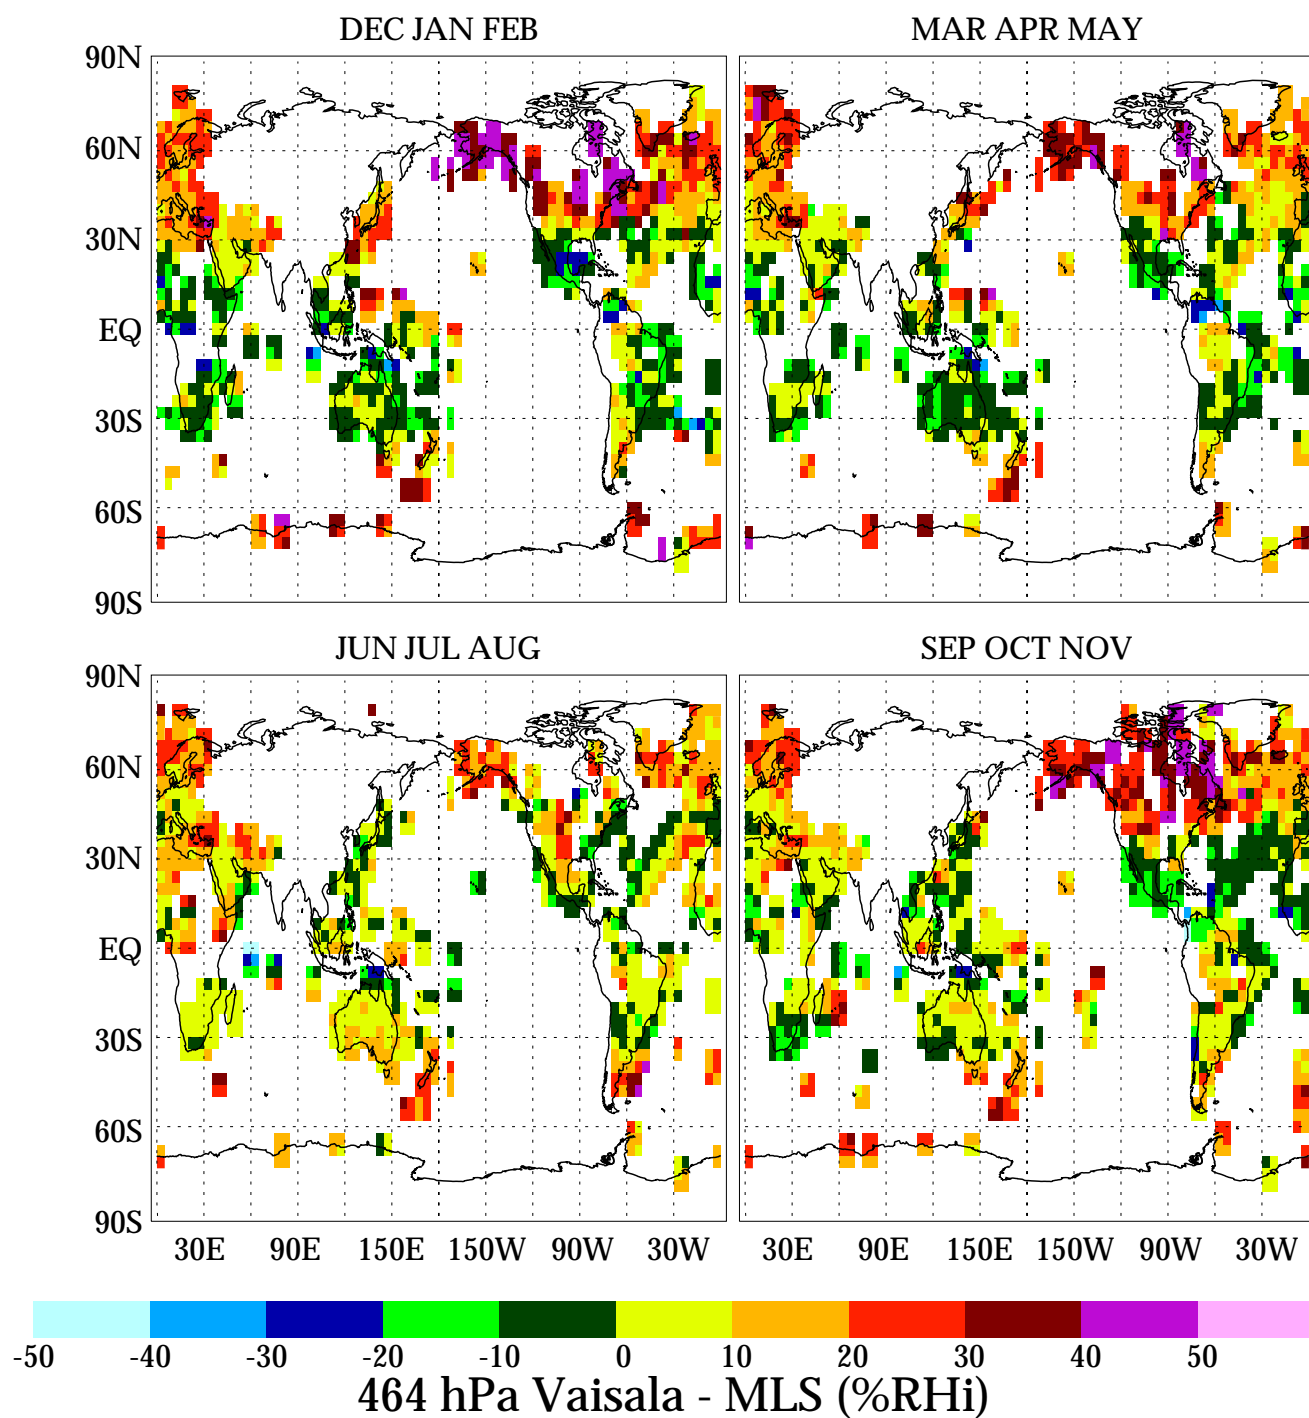 DEC JAN FEB
MAR APR MAY
90N
60N
30N
EQ
30S
60S
90S
JUN JUL AUG
SEP OCT NOV
90N
60N
30N
EQ
30S
60S
90S
30E 90E 150E 150W 90W 30W 30E 90E 150E 150W 90W 30W
-50 -40 -30 -20 -10 0 10 20 30 40 50
464 hPa Vaisala - MLS (%RHi)